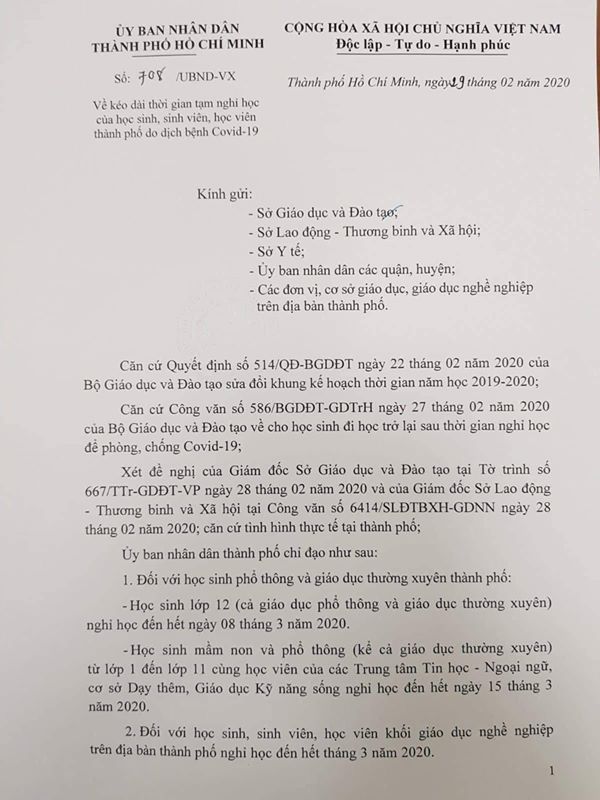 ỦY BAN NHÂN DÂN
THÀNH PHỐ HỒ CHÍ MINH
CỘNG HÒA XÃ HỘI CHỦ NGHĨA VIỆT NAM
Độc lập - Tự do - Hạnh phúc
Số: 708 /UBND-VX
Thành phố Hồ Chí Minh, ngày 29 tháng 02 năm 2020
Về kéo dài thời gian tạm nghỉ học
của học sinh, sinh viên, học viên
thành phố do dịch bệnh Covid-19
Kính gửi:
- Sở Giáo dục và Đào tạo;
- Sở Lao động - Thương binh và Xã hội;
- Sở Y tế;
- Ủy ban nhân dân các quận, huyện;
- Các đơn vị, cơ sở giáo dục, giáo dục nghề nghiệp
trên địa bàn thành phố.
Căn cứ Quyết định số 514/QĐ-BGDĐT ngày 22 tháng 02 năm 2020 của
Bộ Giáo dục và Đào tạo sửa đổi khung kế hoạch thời gian năm học 2019-2020;
Căn cứ Công văn số 586/BGDĐT-GDTrH ngày 27 tháng 02 năm 2020
của Bộ Giáo dục và Đào tạo về cho học sinh đi học trở lại sau thời gian nghỉ học
để phòng, chống Covid-19;
Xét đề nghị của Giám đốc Sở Giáo dục và Đào tạo tại Tờ trình số
667/TTr-GDĐT-VP ngày 28 tháng 02 năm 2020 và của Giám đốc Sở Lao động
- Thương binh và Xã hội tại Công văn số 6414/SLĐTBXH-GDNN ngày 28
tháng 02 năm 2020; căn cứ tình hình thực tế tại thành phố;
Ủy ban nhân dân thành phố chỉ đạo như sau:
1. Đối với học sinh phổ thông và giáo dục thường xuyên thành phố:
- Học sinh lớp 12 (cả giáo dục phổ thông và giáo dục thường xuyên)
nghỉ học đến hết ngày 08 tháng 3 năm 2020.
- Học sinh mầm non và phổ thông (kể cả giáo dục thường xuyên)
từ lớp 1 đến lớp 11 cùng học viên của các Trung tâm Tin học - Ngoại ngữ,
cơ sở Dạy thêm, Giáo dục Kỹ năng sống nghỉ học đến hết ngày 15 tháng 3
năm 2020.
2. Đối với học sinh, sinh viên, học viên khối giáo dục nghề nghiệp
trên địa bàn thành phố nghỉ học đến hết tháng 3 năm 2020.
1